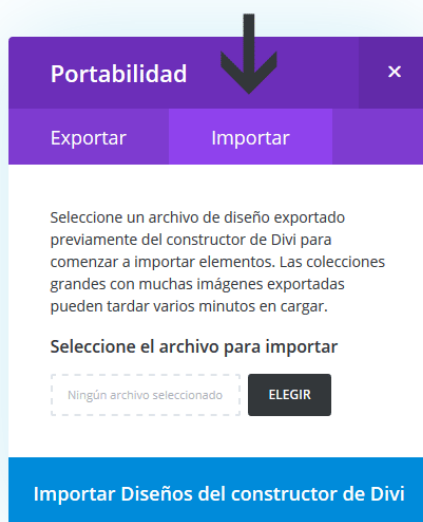 Portabilidad
×
Exportar
Importar
Seleccione un archivo de diseño exportado
previamente del constructor de Divi para
comenzar a importar elementos. Las colecciones
grandes con muchas imágenes exportadas
pueden tardar varios minutos en cargar.
Seleccione el archivo para importar
Ningún archivo seleccionado
ELEGIR
Importar Diseños del constructor de Divi